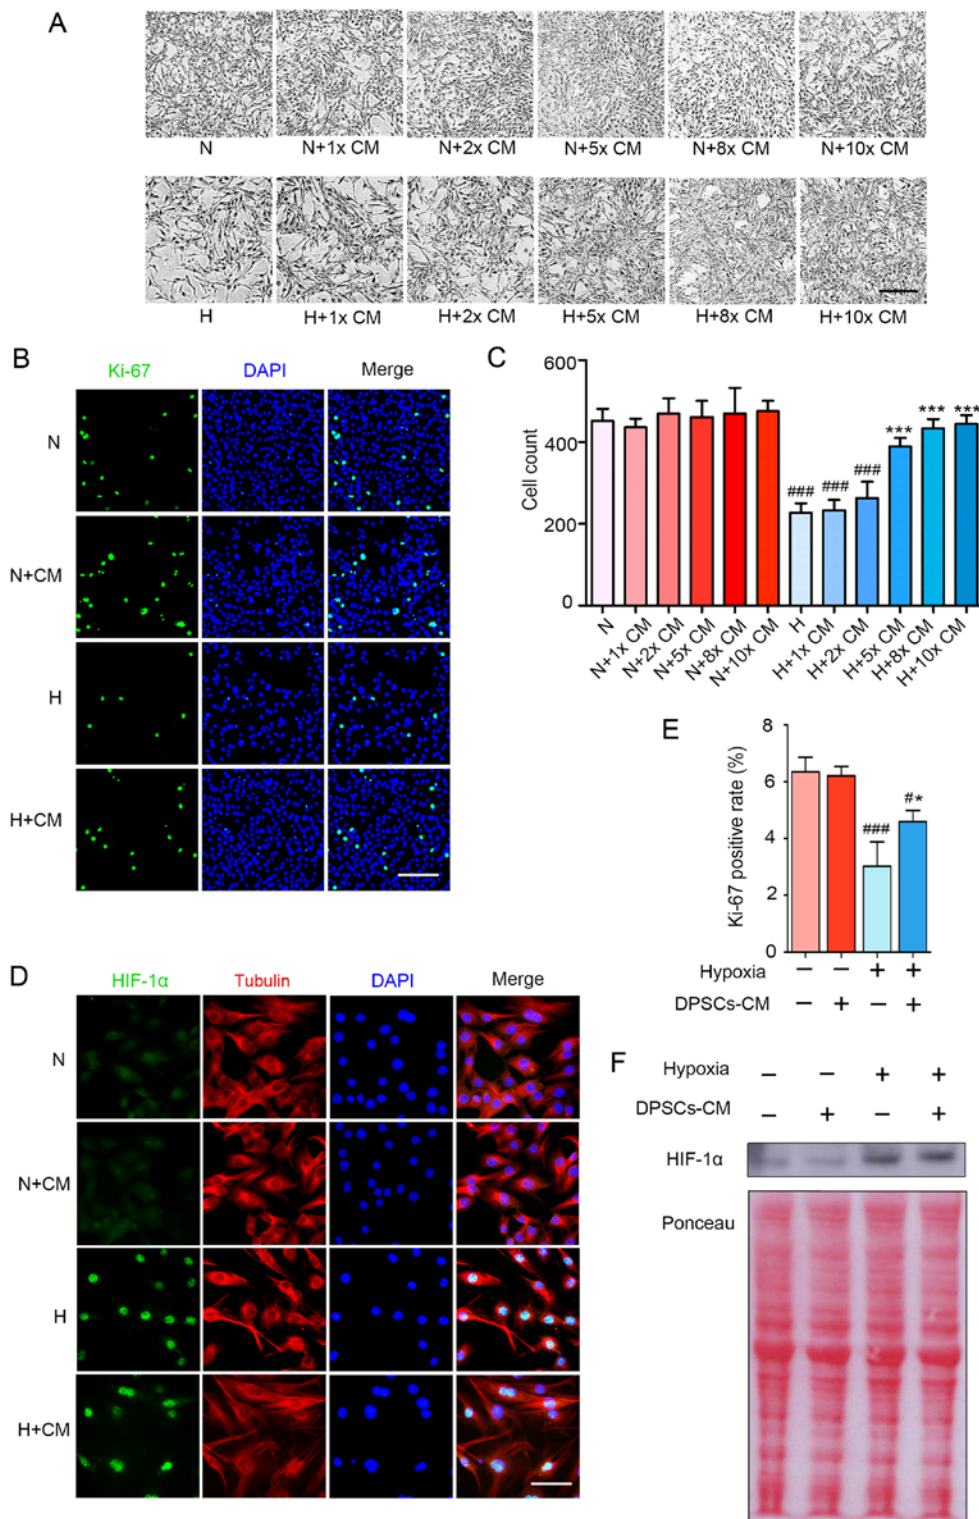 A
N
N+1x CM
N+2x CM
N+5x CM
N+8x CM
N+10x CM
H
H+1x CM
H+2x CM
H+5x CM
H+8x CM
H+10x CM
B
Ki-67
DAPI
Merge
N
N+CM
H
H+CM
C
Cell count
600
400
200
0
###
###
###
***
***
***
N
N+1x CM
N+2x CM
N+5x CM
N+8x CM
N+10x CM
H
H+1x CM
H+2x CM
H+5x CM
H+8x CM
H+10x CM
E
Ki-67 positive rate (%)
8
6
4
2
0
###
#*
Hypoxia − − + +
DPSCs-CM − + − +
D
HIF-1α
Tubulin
DAPI
Merge
N
N+CM
H
H+CM
F
Hypoxia − − + +
DPSCs-CM − + − +
HIF-1α
Ponceau